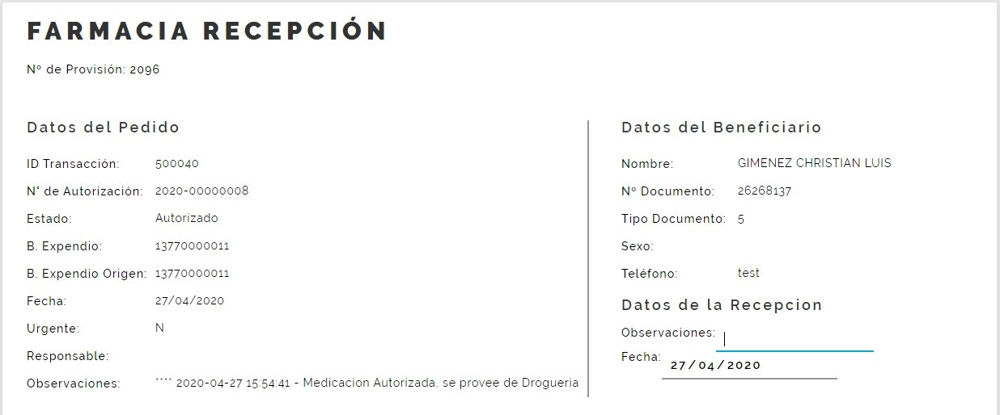 FARMACIA RECEPCIÓN
Nº de Provisión: 2096
Datos del Pedido
ID Transacción: 500040
N° de Autorización: 2020-00000008
Estado: Autorizado
B. Expendio: 13770000011
B. Expendio Origen: 13770000011
Fecha: 27/04/2020
Urgente: N
Responsable:
Observaciones: **** 2020-04-27 15:54:41 - Medicacion Autorizada, se provee de Drogueria
Datos del Beneficiario
Nombre: GIMENEZ CHRISTIAN LUIS
Nº Documento: 26268137
Tipo Documento: 5
Sexo:
Teléfono: test
Datos de la Recepcion
Observaciones:
Fecha: 27/04/2020